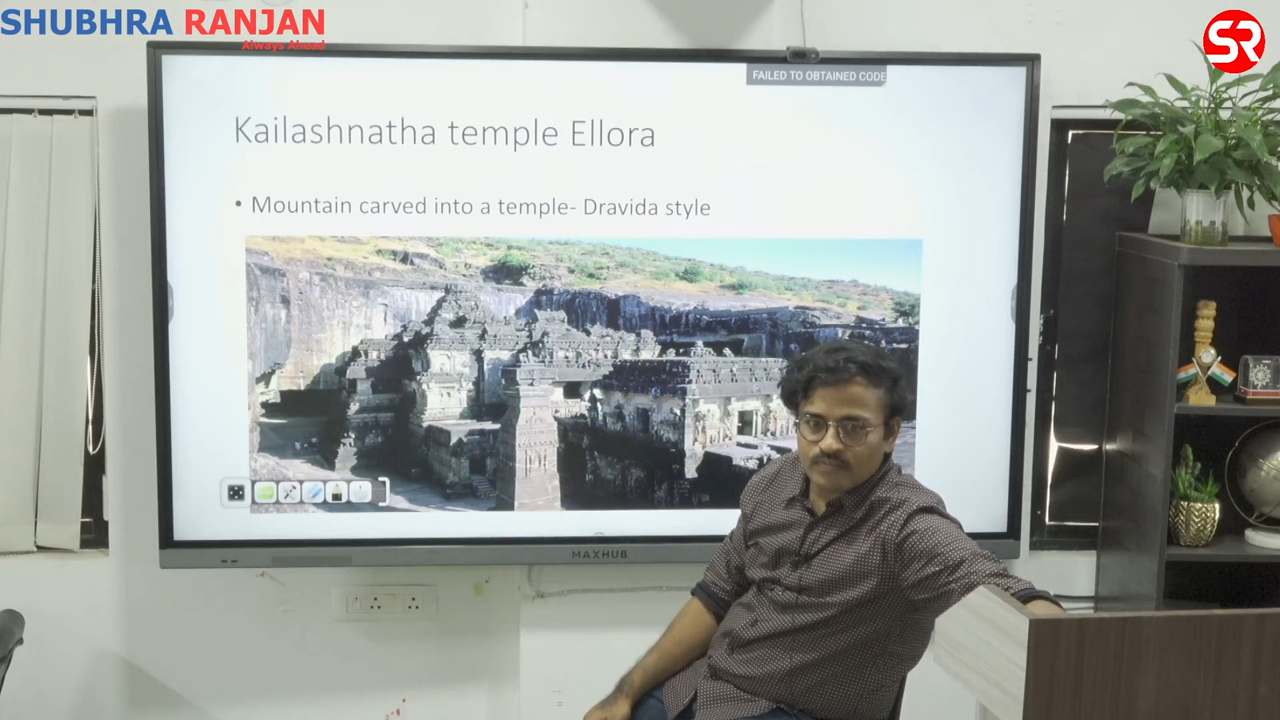 SHUBHRA RANJAN
Always Ahead
SR
FAILED TO OBTAINED CODE
Kailashnatha temple Ellora
• Mountain carved into a temple- Dravida style
MAXHUB